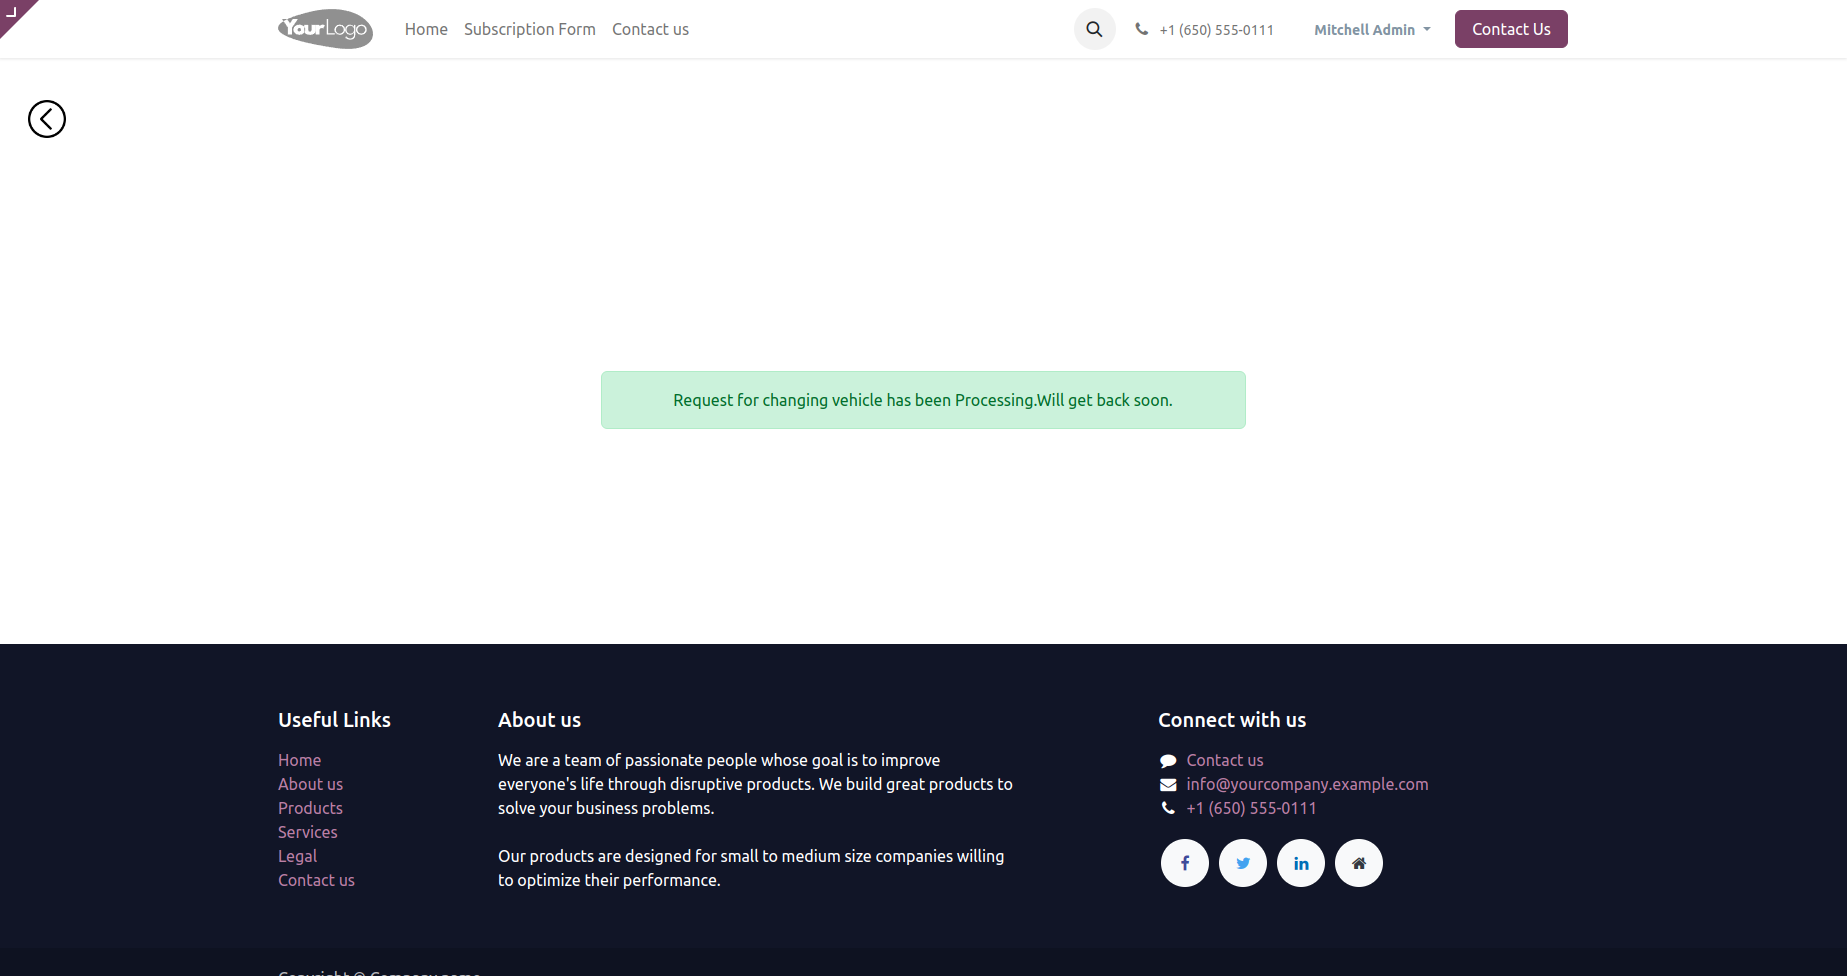 YourLogo
Home
Subscription Form
Contact us
+1 (650) 555-0111
Mitchell Admin
Contact Us
Request for changing vehicle has been Processing.Will get back soon.
Useful Links
Home
About us
Products
Services
Legal
Contact us
About us
We are a team of passionate people whose goal is to improve
everyone's life through disruptive products. We build great products to
solve your business problems.
Our products are designed for small to medium size companies willing
to optimize their performance.
Connect with us
Contact us
info@yourcompany.example.com
+1 (650) 555-0111
Copyright © Company name